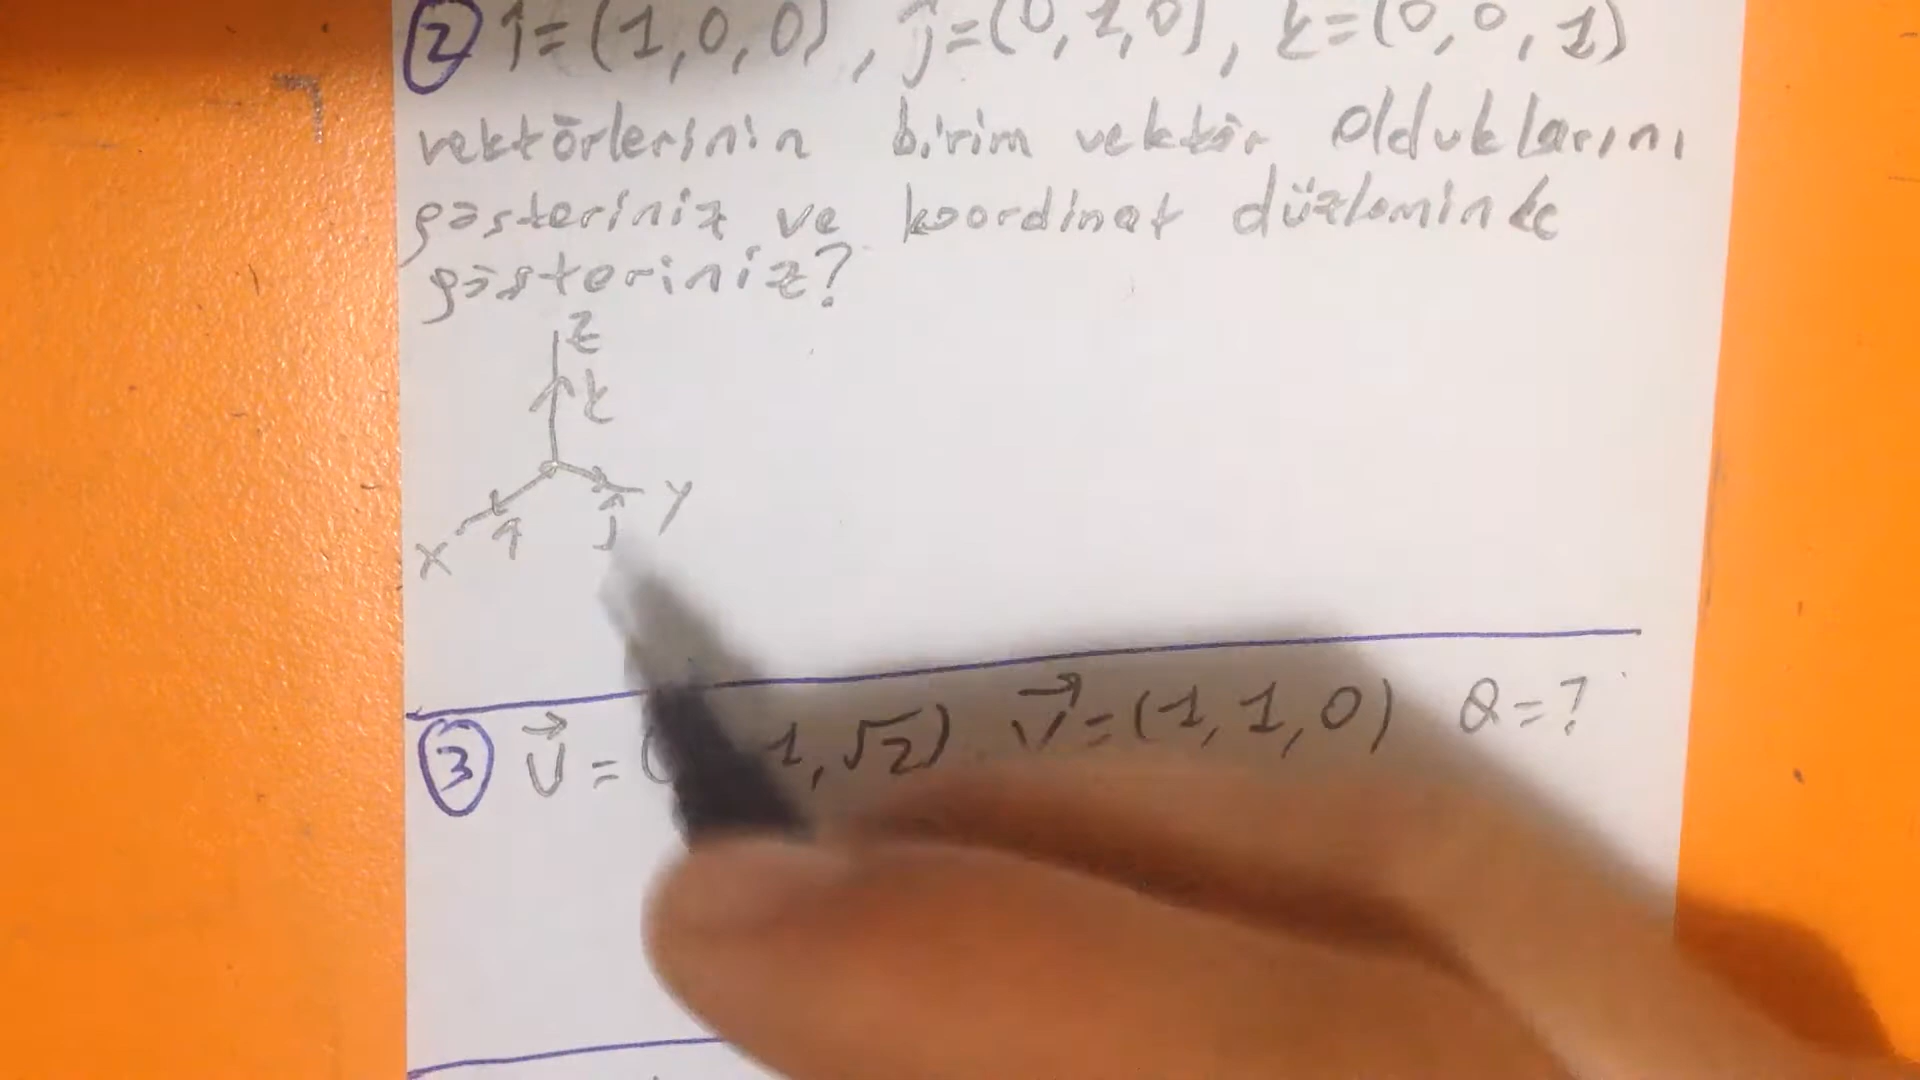 2 î=(1,0,0), ĵ=(0,1,0), k=(0,0,1)
vektörlerinin birim vektör olduklarını
gösteriniz ve koordinat düzleminde
gösteriniz?
z
k
y
ĵ
x
î
3 U⃗=( 1,√2) V⃗=(1,1,0) Q=?